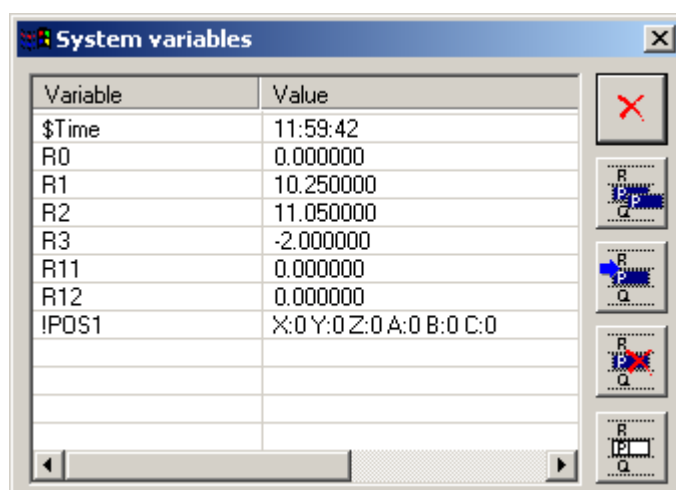 System variables
Variable Value
$Time 11:59:42
R0 0.000000
R1 10.250000
R2 11.050000
R3 -2.000000
R11 0.000000
R12 0.000000
!POS1 X:0 Y:0 Z:0 A:0 B:0 C:0
R
P P
Q
R
P
Q
R
P
Q
R
P
Q